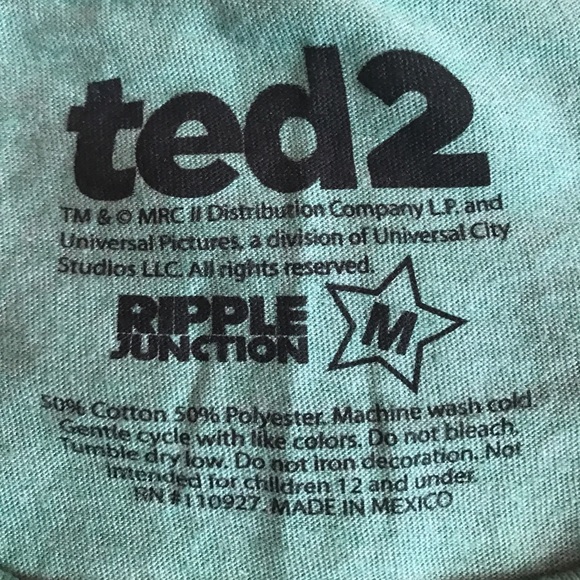 ted2
TM & © MRC II Distribution Company L.P. and
Universal Pictures, a division of Universal City
Studios LLC. All rights reserved.
RIPPLE
JUNCTION
M
50% Cotton 50% Polyester. Machine wash cold.
Gentle cycle with like colors. Do not bleach.
Tumble dry low. Do not iron decoration. Not
intended for children 12 and under.
RN #110927. MADE IN MEXICO